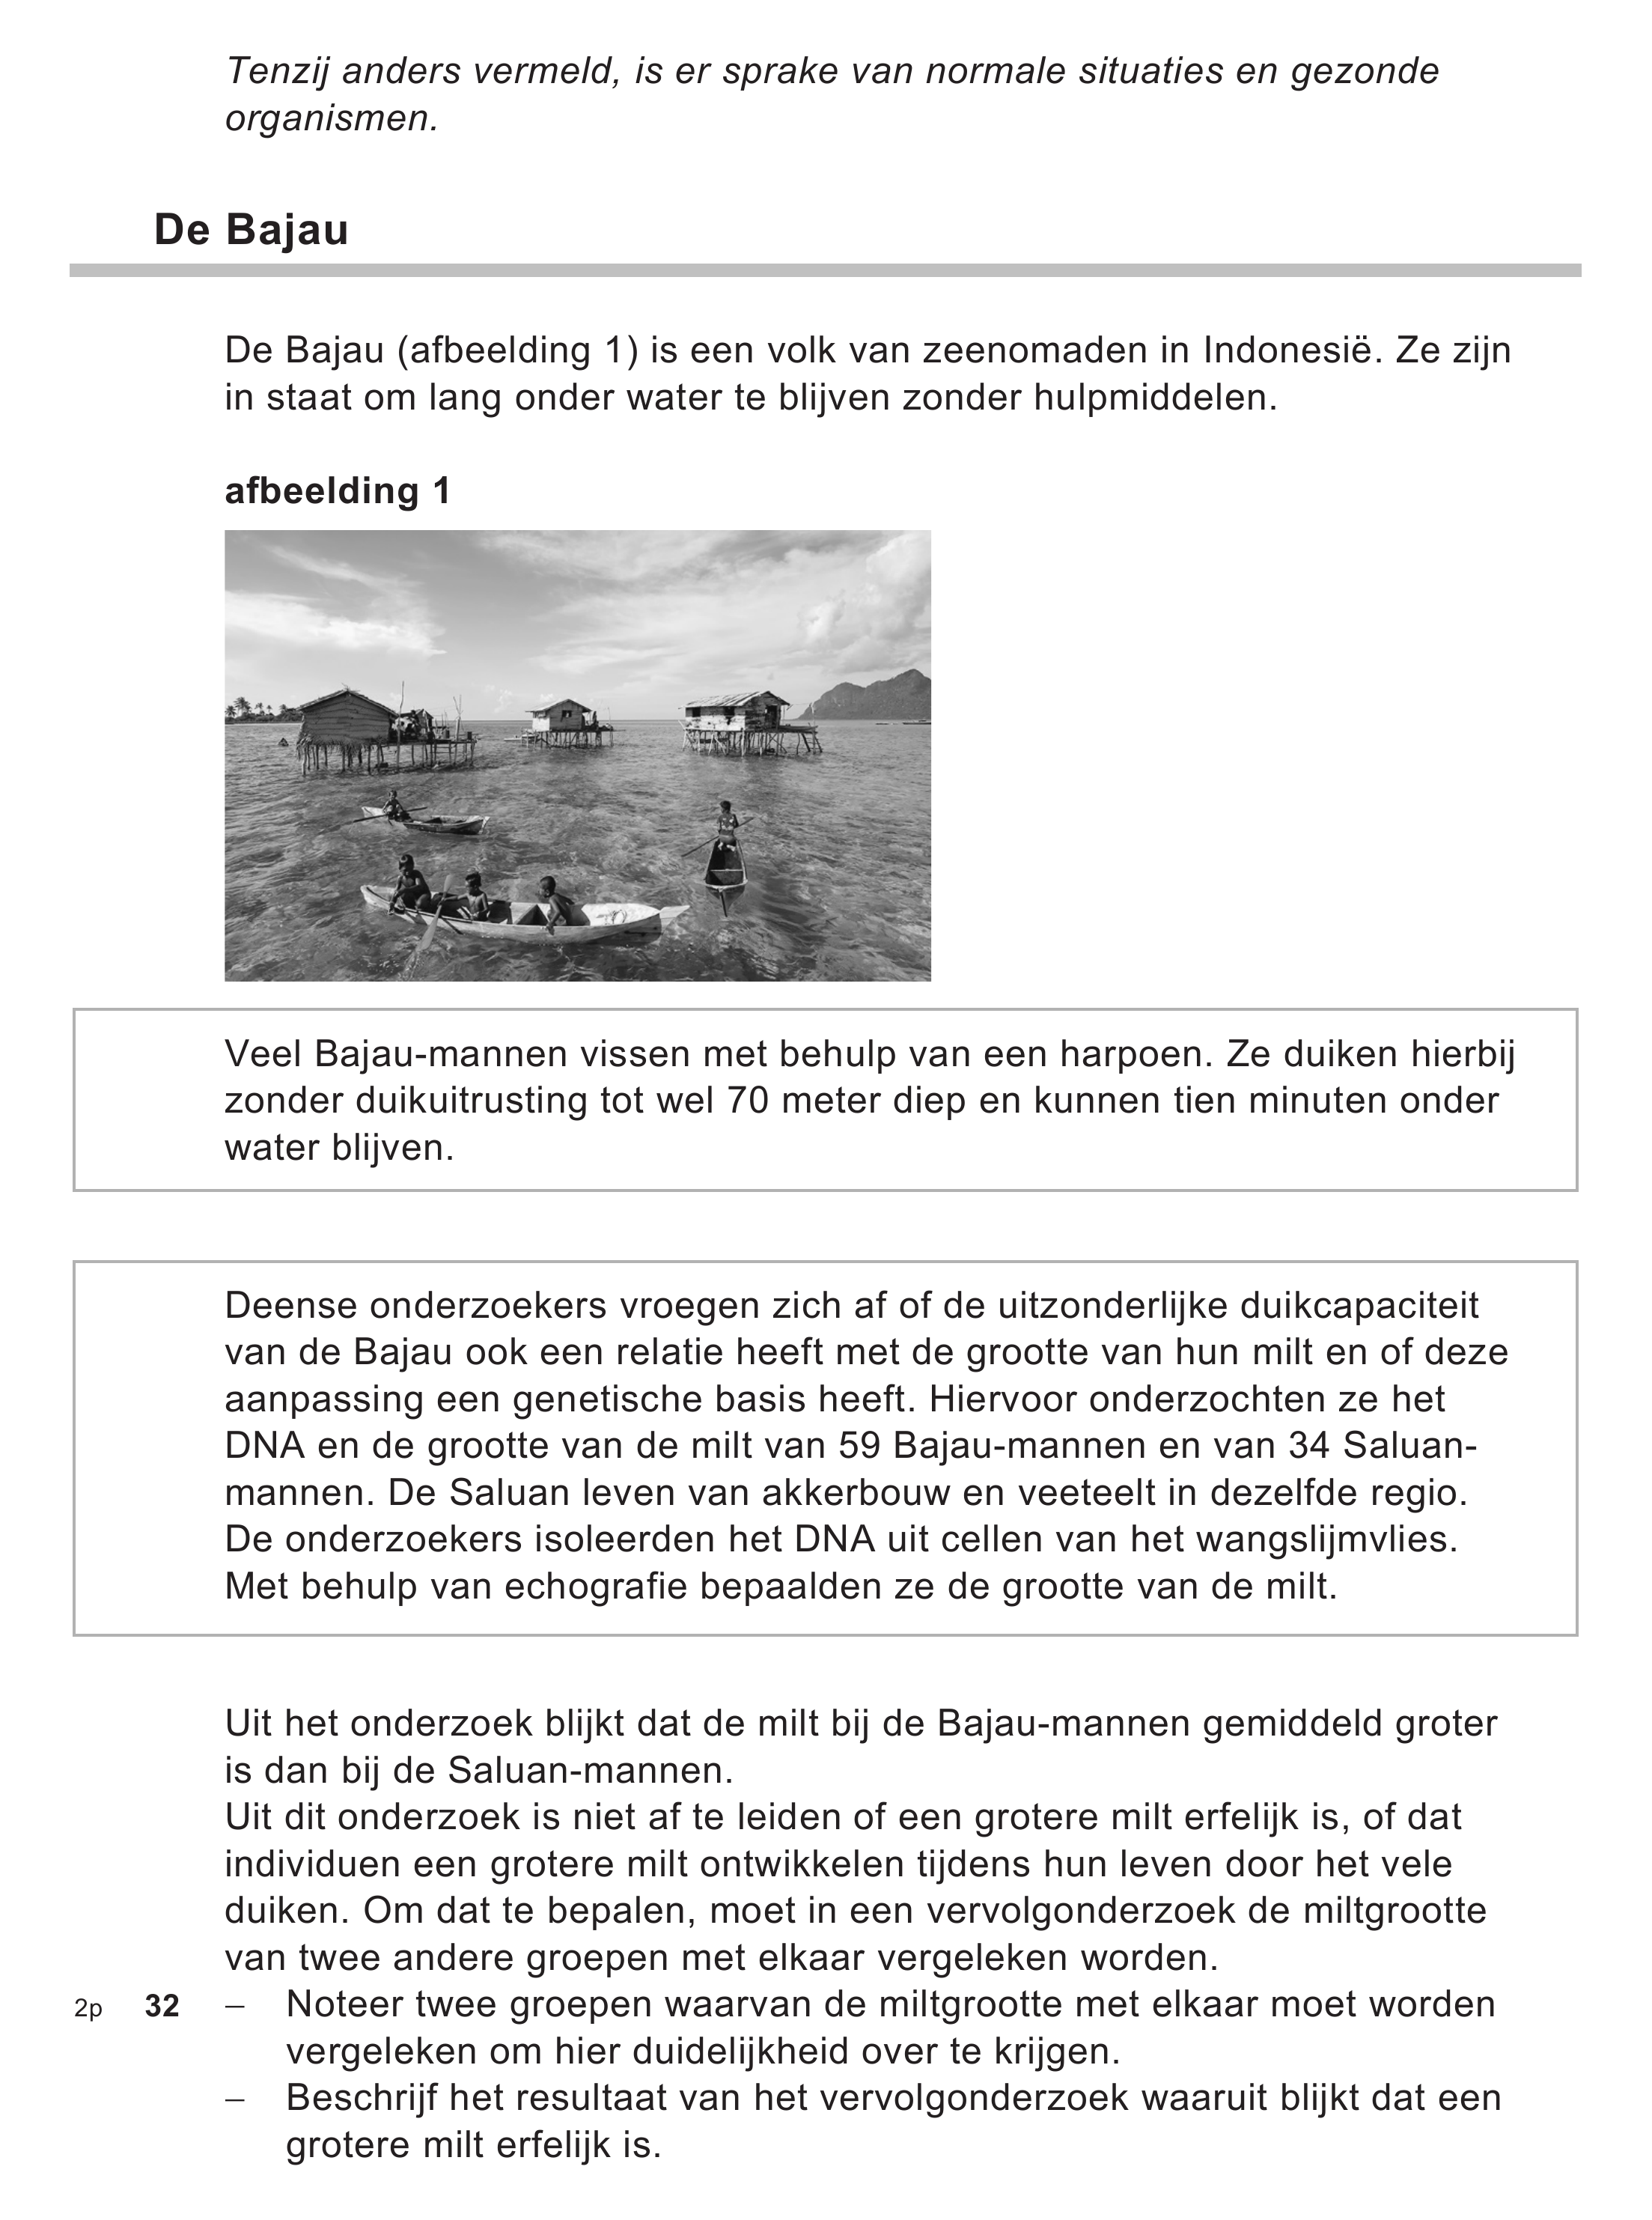 Tenzij anders vermeld, is er sprake van normale situaties en gezonde
organismen.
De Bajau
De Bajau (afbeelding 1) is een volk van zeenomaden in Indonesië. Ze zijn
in staat om lang onder water te blijven zonder hulpmiddelen.
afbeelding 1
Veel Bajau-mannen vissen met behulp van een harpoen. Ze duiken hierbij
zonder duikuitrusting tot wel 70 meter diep en kunnen tien minuten onder
water blijven.
Deense onderzoekers vroegen zich af of de uitzonderlijke duikcapaciteit
van de Bajau ook een relatie heeft met de grootte van hun milt en of deze
aanpassing een genetische basis heeft. Hiervoor onderzochten ze het
DNA en de grootte van de milt van 59 Bajau-mannen en van 34 Saluan-
mannen. De Saluan leven van akkerbouw en veeteelt in dezelfde regio.
De onderzoekers isoleerden het DNA uit cellen van het wangslijmvlies.
Met behulp van echografie bepaalden ze de grootte van de milt.
Uit het onderzoek blijkt dat de milt bij de Bajau-mannen gemiddeld groter
is dan bij de Saluan-mannen.
Uit dit onderzoek is niet af te leiden of een grotere milt erfelijk is, of dat
individuen een grotere milt ontwikkelen tijdens hun leven door het vele
duiken. Om dat te bepalen, moet in een vervolgonderzoek de miltgrootte
van twee andere groepen met elkaar vergeleken worden.
2p 32 – Noteer twee groepen waarvan de miltgrootte met elkaar moet worden
vergeleken om hier duidelijkheid over te krijgen.
– Beschrijf het resultaat van het vervolgonderzoek waaruit blijkt dat een
grotere milt erfelijk is.